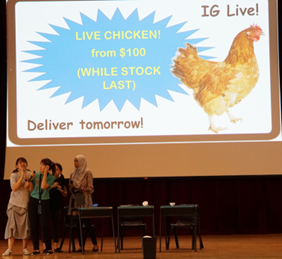 IG Live!
LIVE CHICKEN!
from $100
(WHILE STOCK
LAST)
Deliver tomorrow!